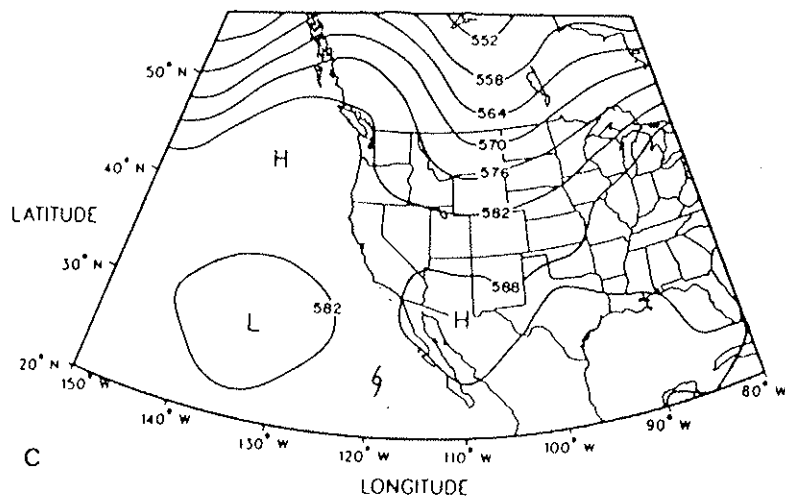 552
50° N
558
564
570
H
576
40° N
582
LATITUDE
30° N
588
582
L
H
20° N
150° W
80° W
140° W
90° W
130° W
100° W
120° W
110° W
C
LONGITUDE